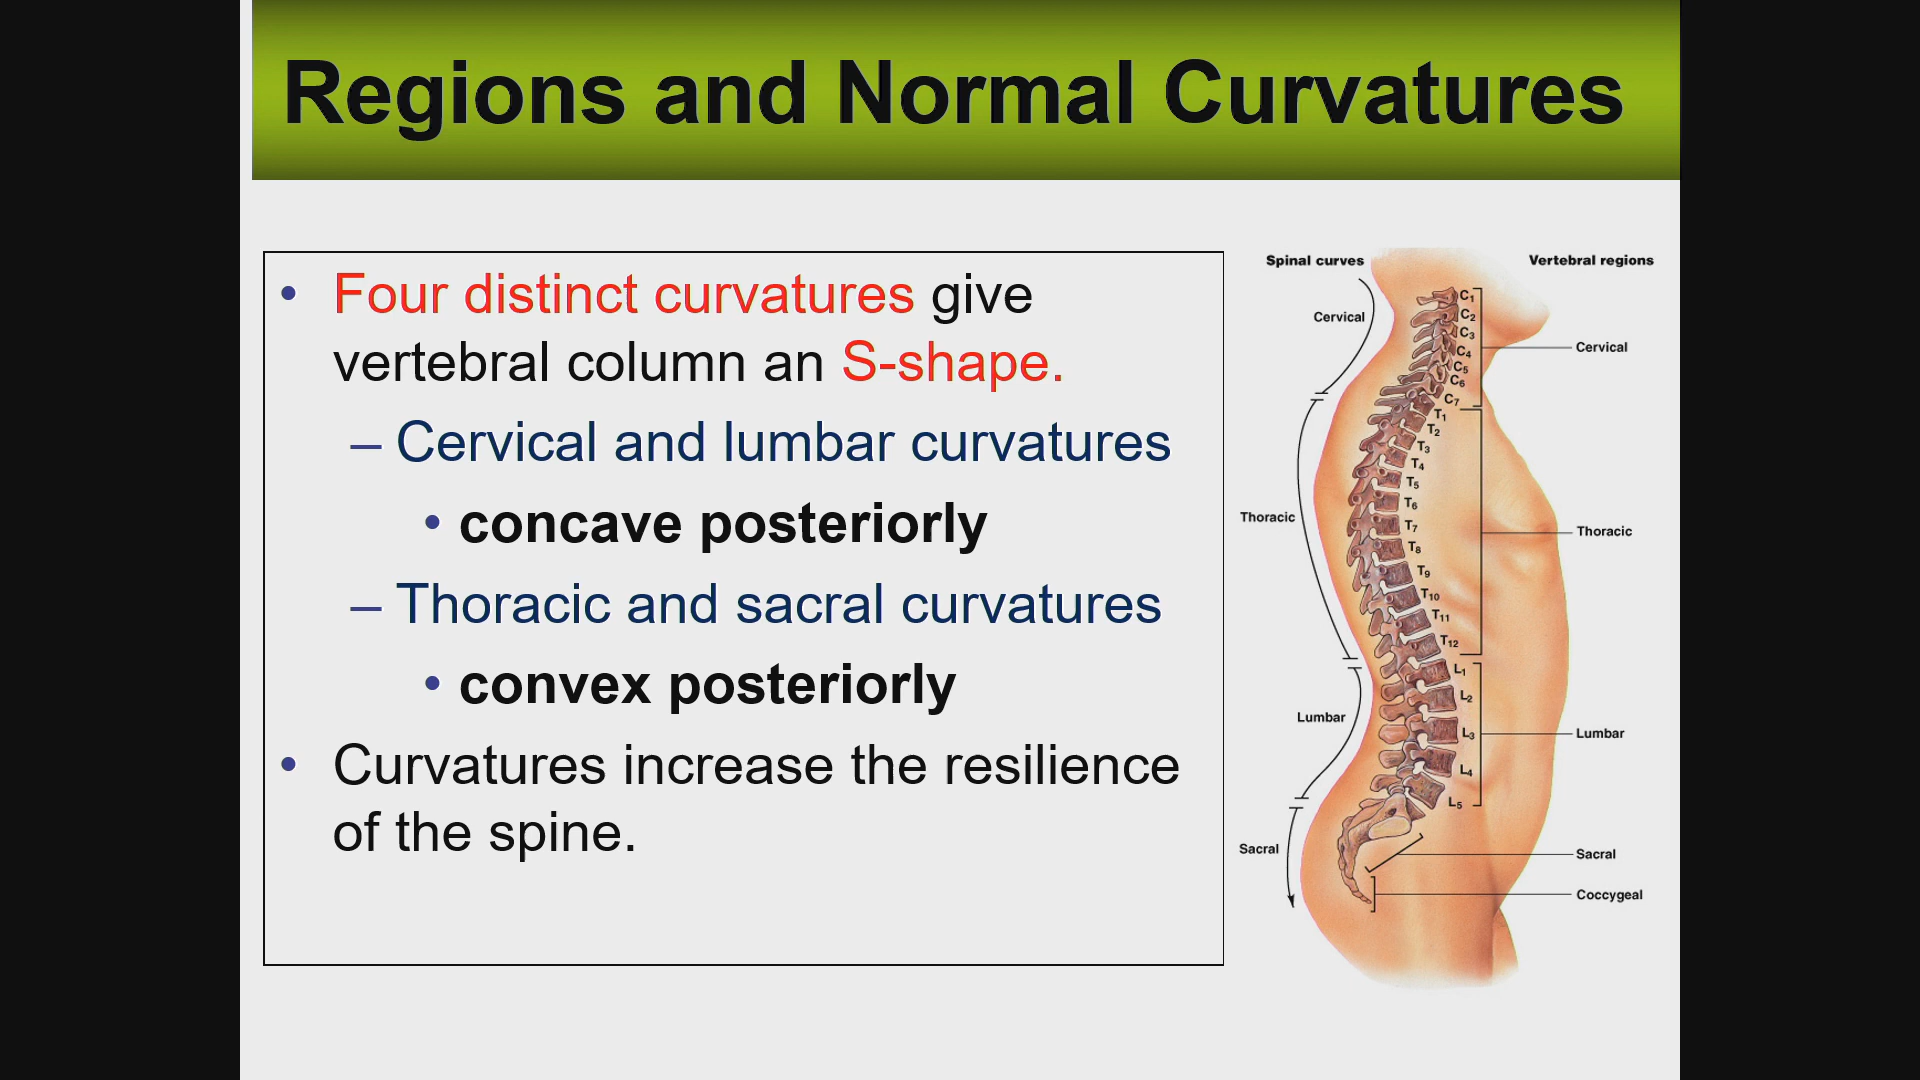 Regions and Normal Curvatures
• Four distinct curvatures give
vertebral column an S-shape.
– Cervical and lumbar curvatures
• concave posteriorly
– Thoracic and sacral curvatures
• convex posteriorly
• Curvatures increase the resilience
of the spine.
Spinal curves
Cervical
Thoracic
Lumbar
Sacral
C₁
C₂
C₃
C₄
C₅
C₆
C₇
T₁
T₂
T₃
T₄
T₅
T₆
T₇
T₈
T₉
T₁₀
T₁₁
T₁₂
L₁
L₂
L₃
L₄
L₅
Vertebral regions
Cervical
Thoracic
Lumbar
Sacral
Coccygeal